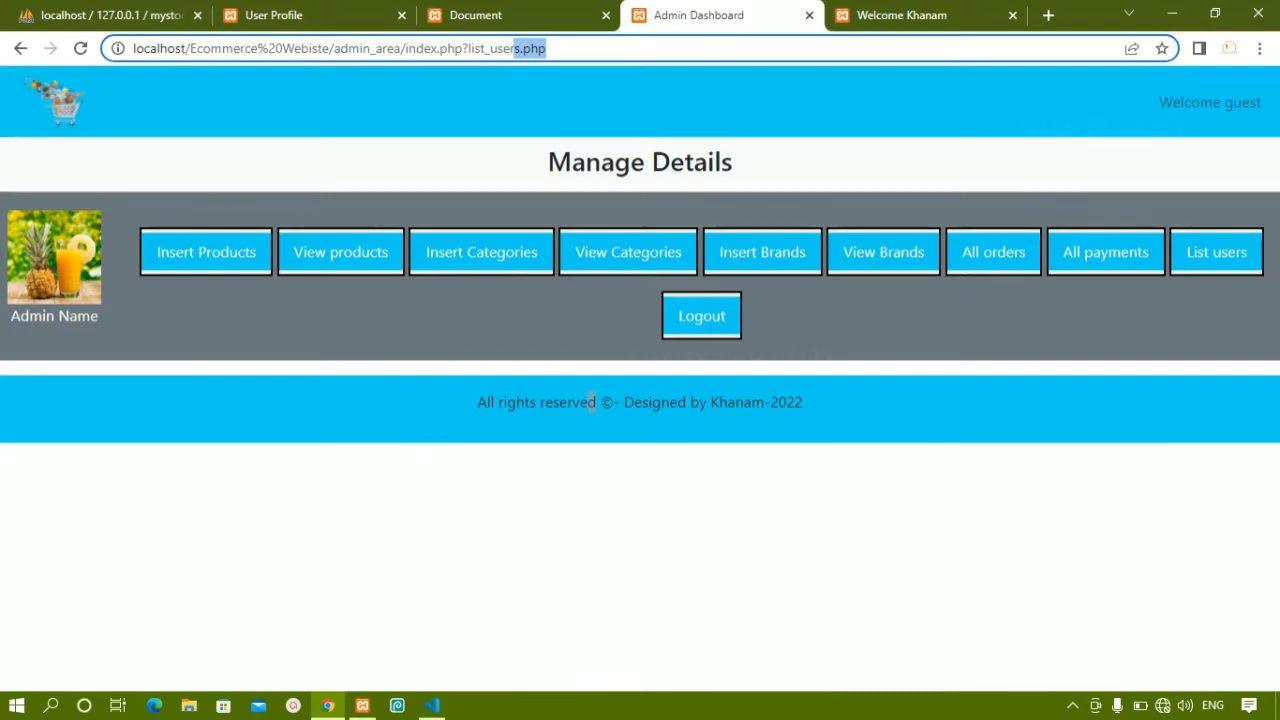 localhost / 127.0.0.1 / mysto
User Profile
Document
Admin Dashboard
Welcome Khanam
localhost/Ecommerce%20Webiste/admin_area/index.php?list_users.php
Welcome guest
Manage Details
Insert Products
View products
Insert Categories
View Categories
Insert Brands
View Brands
All orders
All payments
List users
Admin Name
Logout
All rights reserved ©- Designed by Khanam-2022
ENG